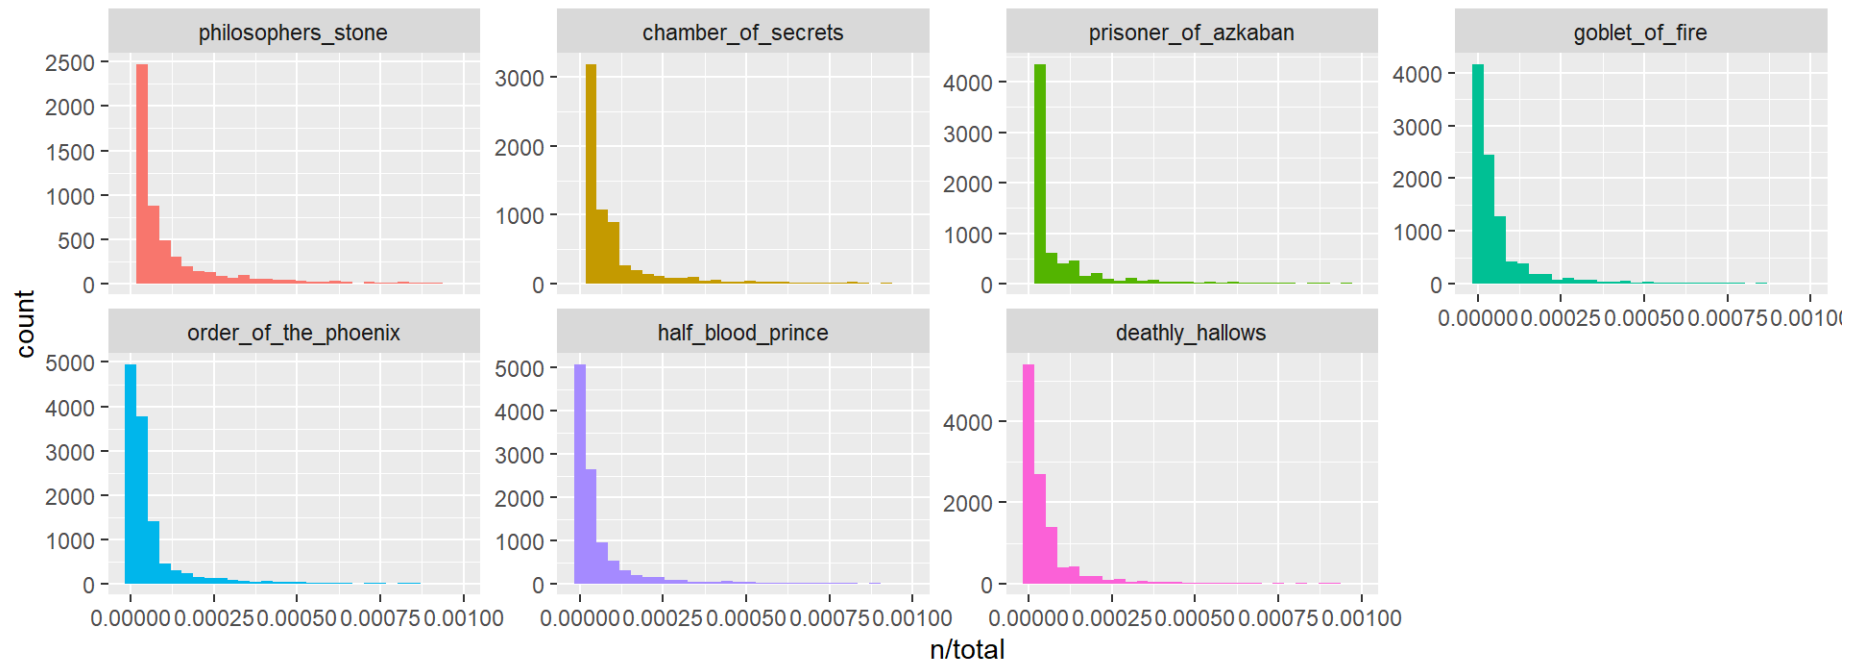 philosophers_stone
chamber_of_secrets
prisoner_of_azkaban
goblet_of_fire
2500
2000
1500
1000
500
0
3000
2000
1000
0
4000
3000
2000
1000
0
4000
3000
2000
1000
0
0.00000 0.00025 0.00050 0.00075 0.00100
count
order_of_the_phoenix
half_blood_prince
deathly_hallows
5000
4000
3000
2000
1000
0
5000
4000
3000
2000
1000
0
4000
2000
0
0.00000 0.00025 0.00050 0.00075 0.00100
0.00000 0.00025 0.00050 0.00075 0.00100
0.00000 0.00025 0.00050 0.00075 0.00100
n/total